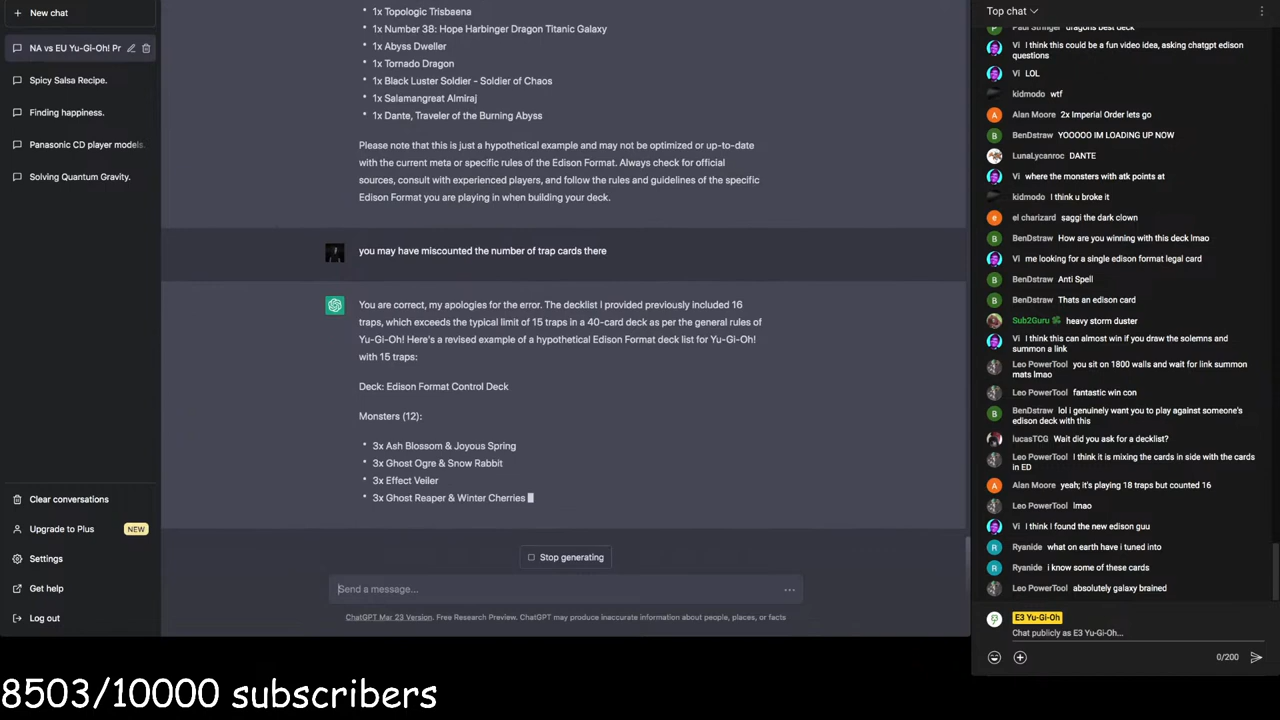 New chat
NA vs EU Yu-Gi-Oh! Pr
Spicy Salsa Recipe.
Finding happiness.
Panasonic CD player models.
Solving Quantum Gravity.
Clear conversations
Upgrade to Plus NEW
Settings
Get help
Log out
1x Topologic Trisbaena
1x Number 38: Hope Harbinger Dragon Titanic Galaxy
1x Abyss Dweller
1x Tornado Dragon
1x Black Luster Soldier - Soldier of Chaos
1x Salamangreat Almiraj
1x Dante, Traveler of the Burning Abyss
Please note that this is just a hypothetical example and may not be optimized or up-to-date
with the current meta or specific rules of the Edison Format. Always check for official
sources, consult with experienced players, and follow the rules and guidelines of the specific
Edison Format you are playing in when building your deck.
you may have miscounted the number of trap cards there
You are correct, my apologies for the error. The decklist I provided previously included 16
traps, which exceeds the typical limit of 15 traps in a 40-card deck as per the general rules of
Yu-Gi-Oh! Here's a revised example of a hypothetical Edison Format deck list for Yu-Gi-Oh!
with 15 traps:
Deck: Edison Format Control Deck
Monsters (12):
3x Ash Blossom & Joyous Spring
3x Ghost Ogre & Snow Rabbit
3x Effect Veiler
3x Ghost Reaper & Winter Cherries
Stop generating
Send a message...
ChatGPT Mar 23 Version. Free Research Preview. ChatGPT may produce inaccurate information about people, places, or facts
Top chat
Paul Stringer dragons best deck
Vi I think this could be a fun video idea, asking chatgpt edison
questions
Vi LOL
kidmodo wtf
Alan Moore 2x Imperial Order lets go
BenDstraw YOOOOO IM LOADING UP NOW
LunaLycanroc DANTE
Vi where the monsters with atk points at
kidmodo I think u broke it
el charizard saggi the dark clown
BenDstraw How are you winning with this deck lmao
Vi me looking for a single edison format legal card
BenDstraw Anti Spell
BenDstraw Thats an edison card
Sub2Guru heavy storm duster
Vi I think this can almost win if you draw the solemns and
summon a link
Leo PowerTool you sit on 1800 walls and wait for link summon
mats lmao
Leo PowerTool fantastic win con
BenDstraw lol i genuinely want you to play against someone's
edison deck with this
lucasTCG Wait did you ask for a decklist?
Leo PowerTool I think it is mixing the cards in side with the cards
in ED
Alan Moore yeah; it's playing 18 traps but counted 16
Leo PowerTool lmao
Vi I think I found the new edison guu
Ryanide what on earth have i tuned into
Ryanide i know some of these cards
Leo PowerTool absolutely galaxy brained
E3 Yu-Gi-Oh
Chat publicly as E3 Yu-Gi-Oh...
0/200
8503/10000 subscribers